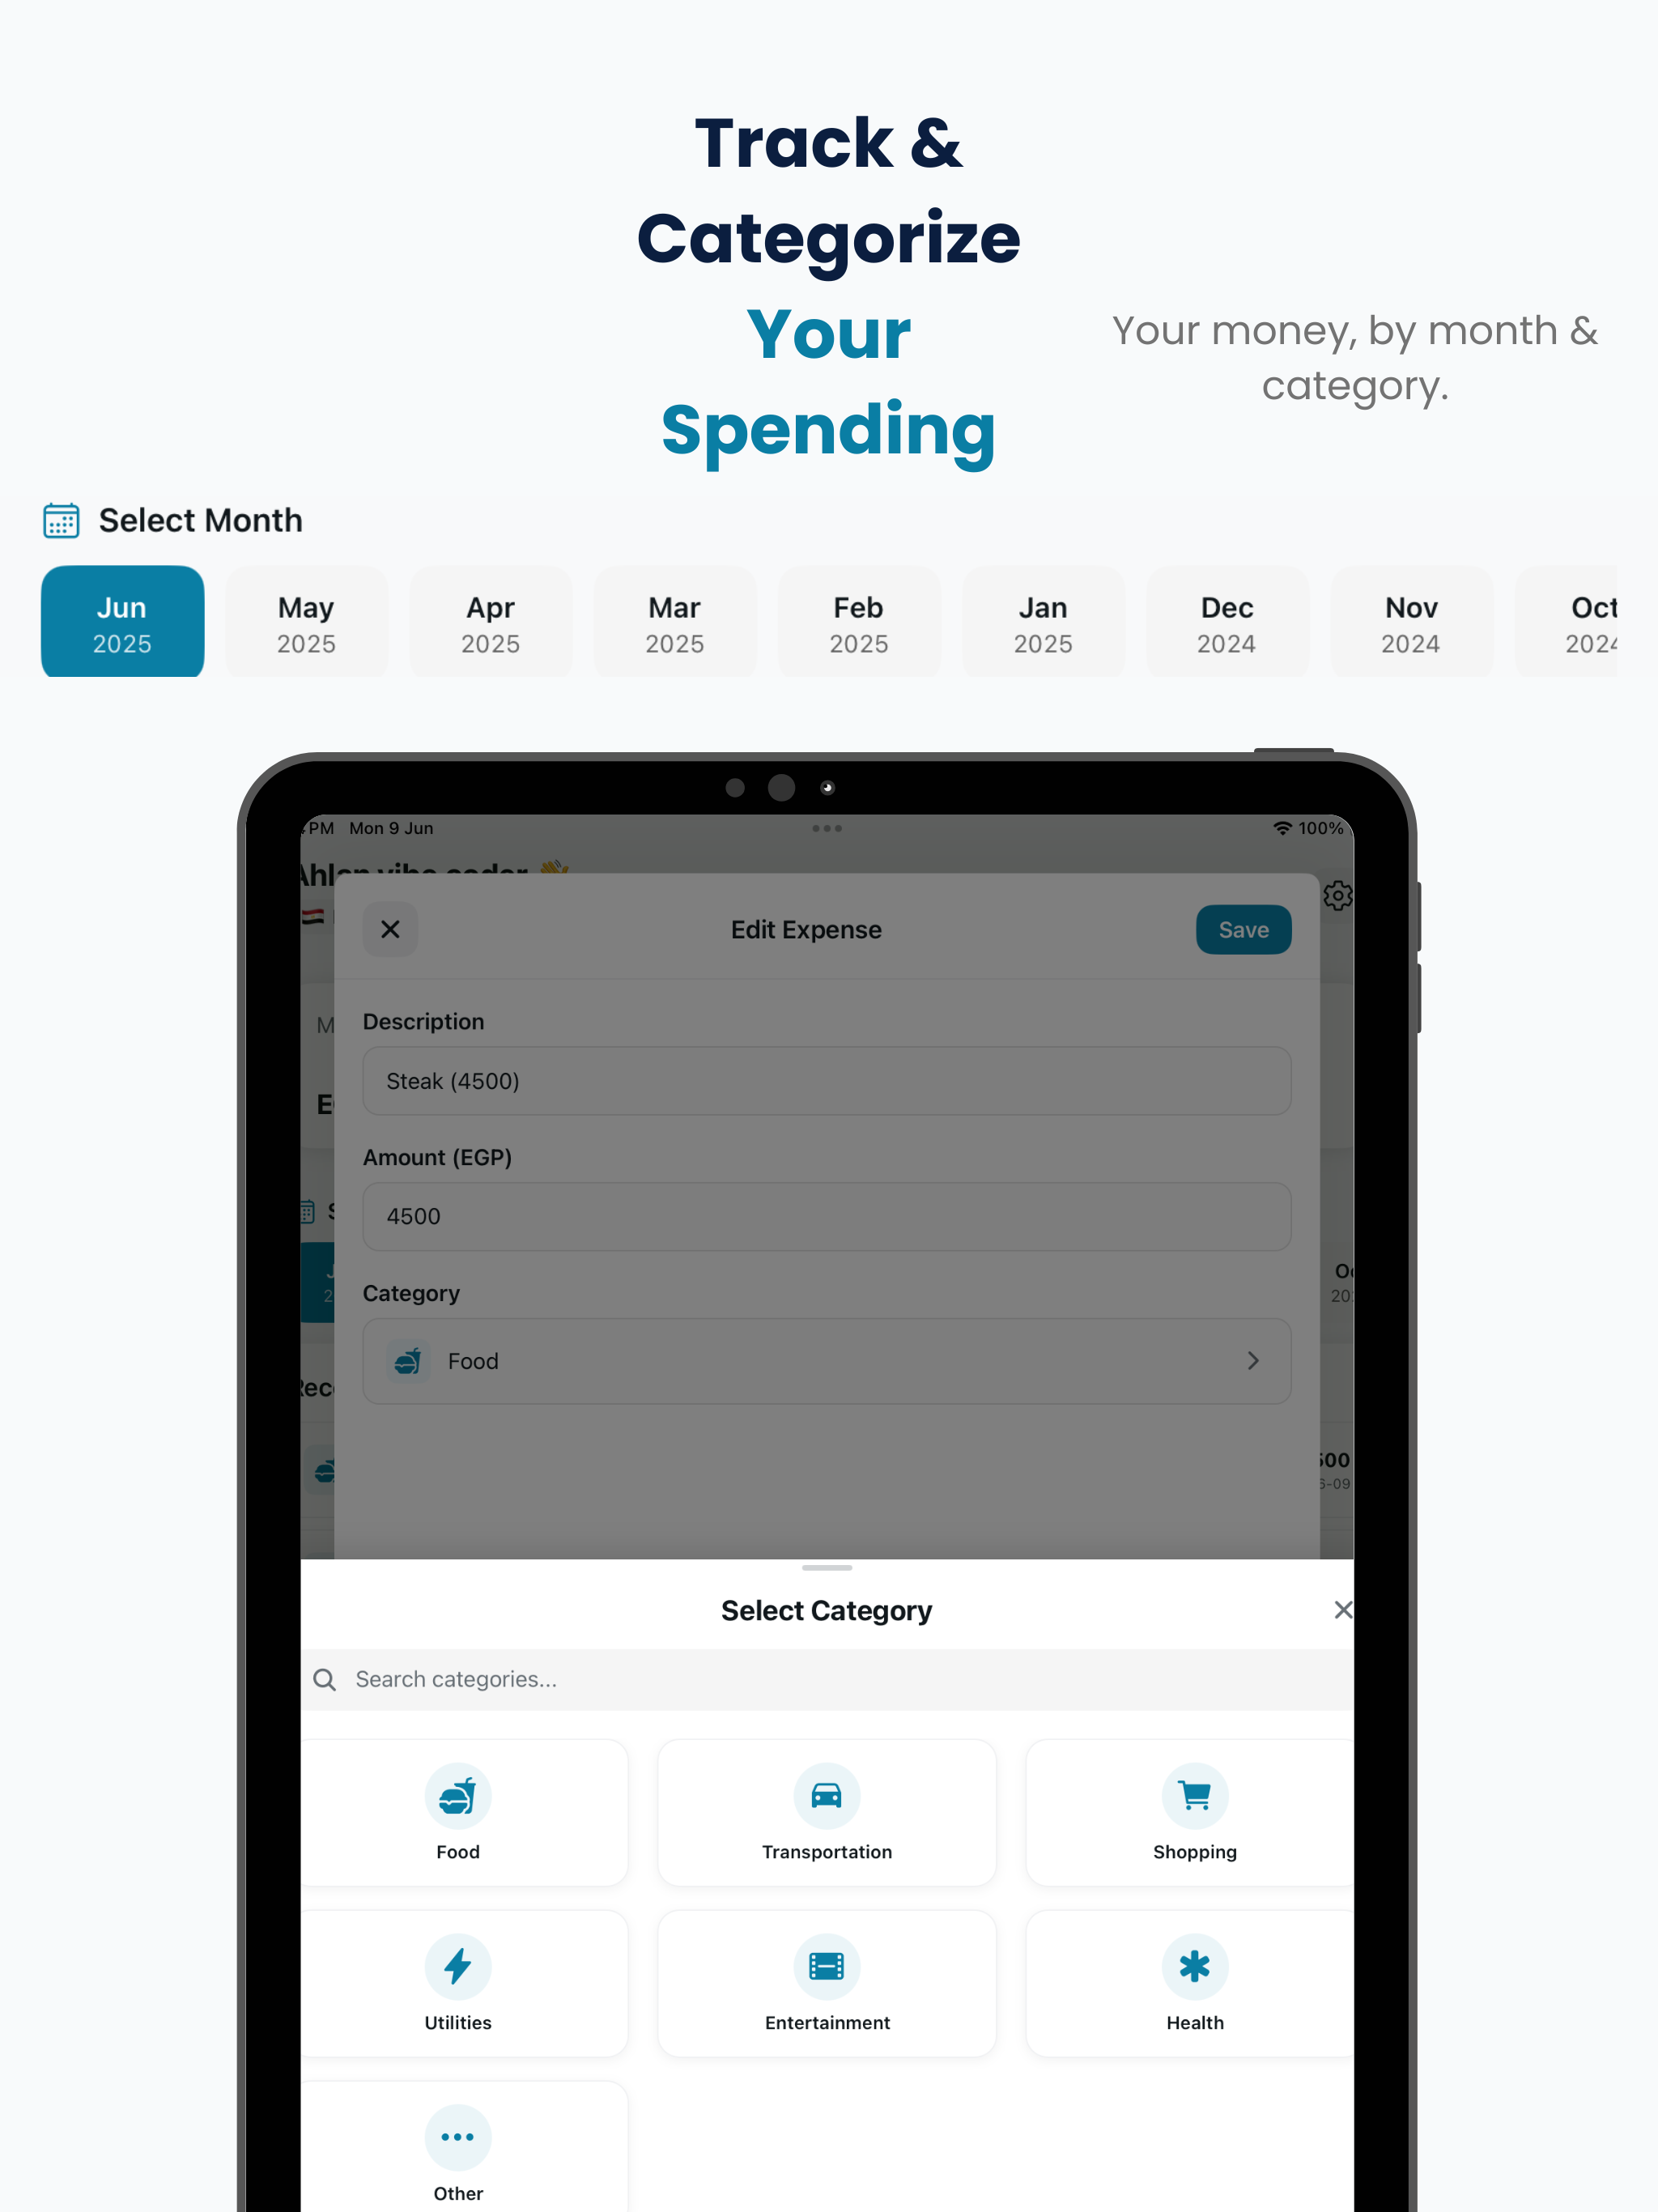 Track &
Categorize
Your
Spending
Your money, by month &
category.
Select Month
Jun
2025
May
2025
Apr
2025
Mar
2025
Feb
2025
Jan
2025
Dec
2024
Nov
2024
Oct
2024
PM Mon 9 Jun
100%
Edit Expense
Save
Description
Steak (4500)
Amount (EGP)
4500
Category
Food
Select Category
Search categories...
Food
Transportation
Shopping
Utilities
Entertainment
Health
Other